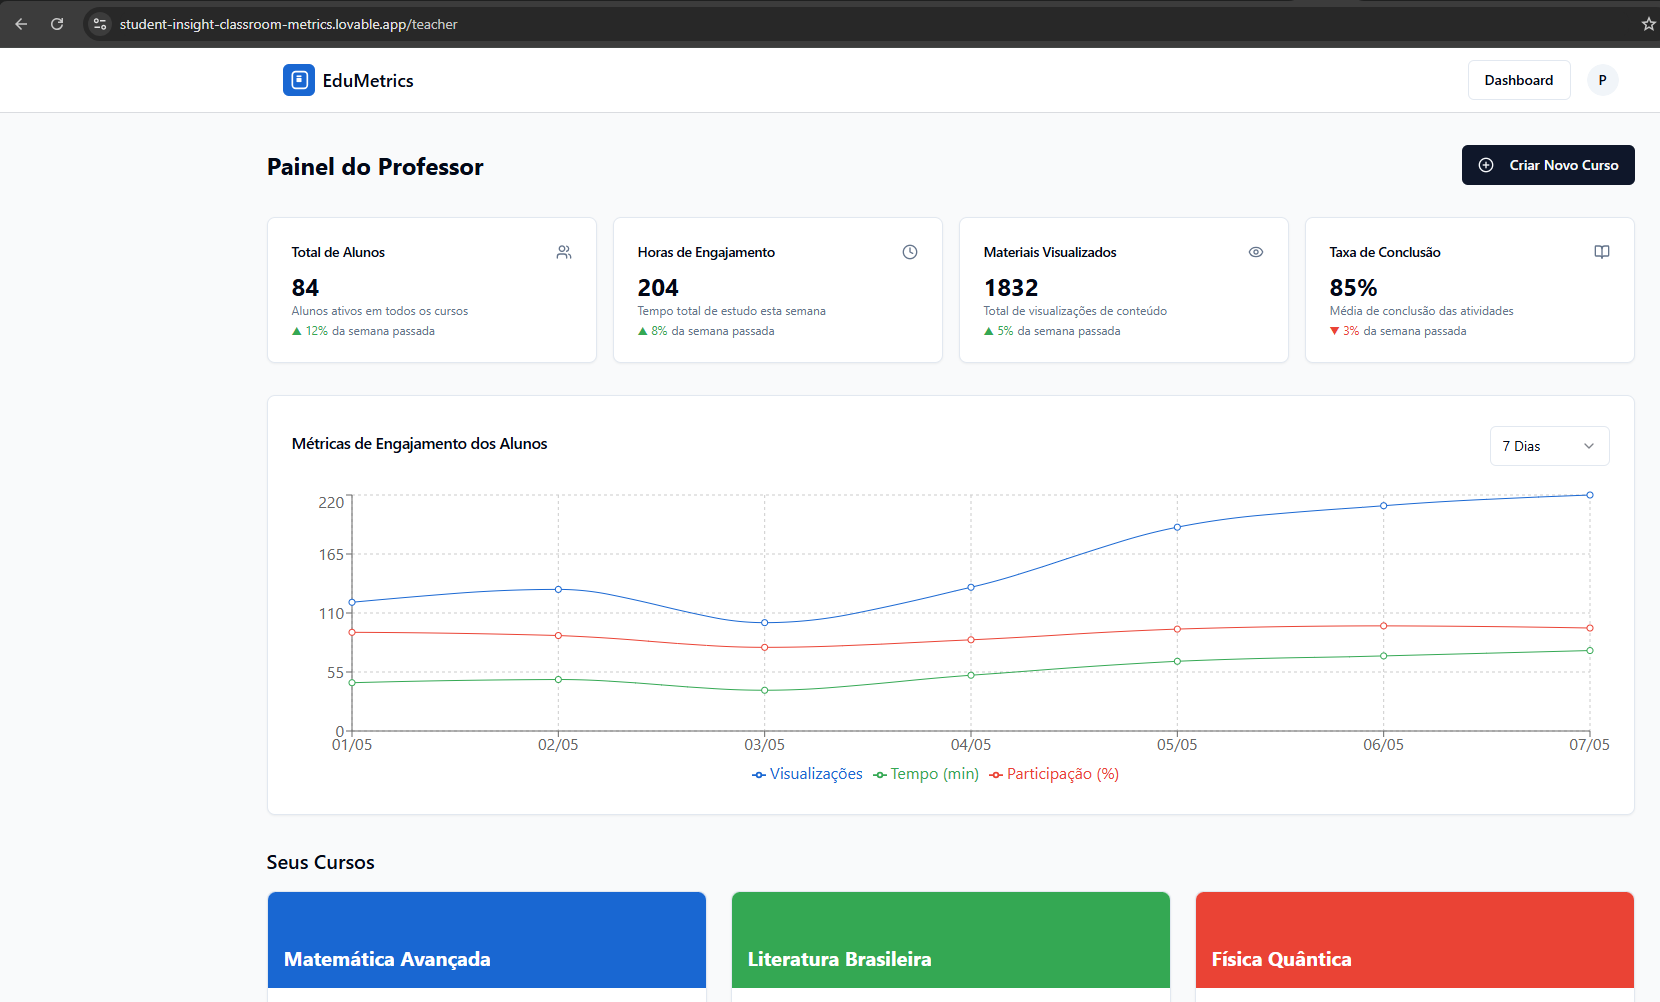 student-insight-classroom-metrics.lovable.app/teacher
EduMetrics
Dashboard
P
Painel do Professor
Criar Novo Curso
Total de Alunos
84
Alunos ativos em todos os cursos
▲ 12% da semana passada
Horas de Engajamento
204
Tempo total de estudo esta semana
▲ 8% da semana passada
Materiais Visualizados
1832
Total de visualizações de conteúdo
▲ 5% da semana passada
Taxa de Conclusão
85%
Média de conclusão das atividades
▼ 3% da semana passada
Métricas de Engajamento dos Alunos
7 Dias
220
165
110
55
0
01/05 02/05 03/05 04/05 05/05 06/05 07/05
Visualizações Tempo (min) Participação (%)
Seus Cursos
Matemática Avançada
Literatura Brasileira
Física Quântica